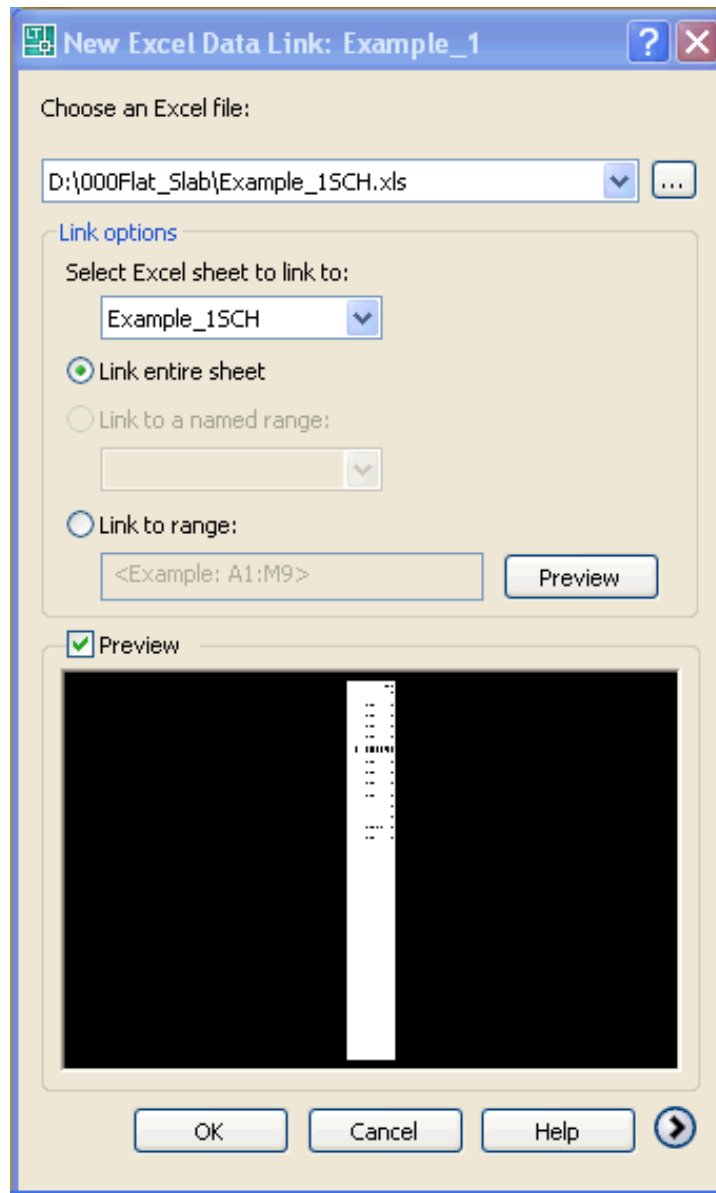 LT New Excel Data Link: Example_1 ?
Choose an Excel file:
D:\000Flat_Slab\Example_1SCH.xls ...
Link options
Select Excel sheet to link to:
Example_1SCH
Link entire sheet
Link to a named range:
Link to range:
<Example: A1:M9> Preview
Preview
OK Cancel Help